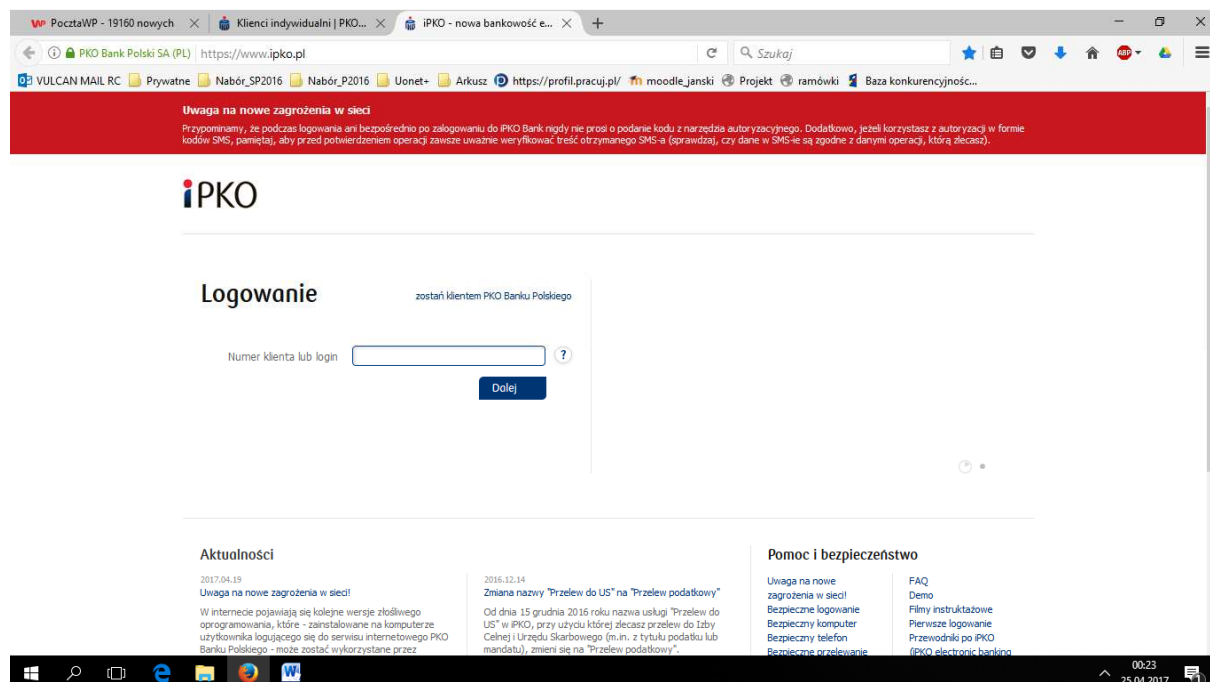 PocztaWP - 19160 nowych
Klienci indywidualni | PKO...
iPKO - nowa bankowość e...
PKO Bank Polski SA (PL)
https://www.ipko.pl
Szukaj
ABP
VULCAN MAIL RC
Prywatne
Nabór_SP2016
Nabór_P2016
Uonet+
Arkusz
https://profil.pracuj.pl/
moodle_janski
Projekt
ramówki
Baza konkurencyjnośc...
Uwaga na nowe zagrożenia w sieci
Przypominamy, że podczas logowania ani bezpośrednio po zalogowaniu do iPKO Bank nigdy nie prosi o podanie kodu z narzędzia autoryzacyjnego. Dodatkowo, jeżeli korzystasz z autoryzacji w formie
kodów SMS, pamiętaj, aby przed potwierdzeniem operacji zawsze uważnie weryfikować treść otrzymanego SMS-a (sprawdzaj, czy dane w SMS-ie są zgodne z danymi operacji, którą zlecasz).
iPKO
Logowanie
zostań klientem PKO Banku Polskiego
Numer klienta lub login
?
Dalej
Aktualności
2017.04.19
Uwaga na nowe zagrożenia w sieci!
W internecie pojawiają się kolejne wersje złośliwego
oprogramowania, które - zainstalowane na komputerze
użytkownika logującego się do serwisu internetowego PKO
Banku Polskiego - może zostać wykorzystane przez
2016.12.14
Zmiana nazwy "Przelew do US" na "Przelew podatkowy"
Od dnia 15 grudnia 2016 roku nazwa usługi "Przelew do
US" w iPKO, przy użyciu której zlecasz przelew do Izby
Celnej i Urzędu Skarbowego (m.in. z tytułu podatku lub
mandatu), zmieni się na "Przelew podatkowy".
Pomoc i bezpieczeństwo
Uwaga na nowe
zagrożenia w sieci!
Bezpieczne logowanie
Bezpieczny komputer
Bezpieczny telefon
Bezpieczne przelewanie
FAQ
Demo
Filmy instruktażowe
Pierwsze logowanie
Przewodniki po iPKO
(iPKO electronic banking
00:23
25.04.2017